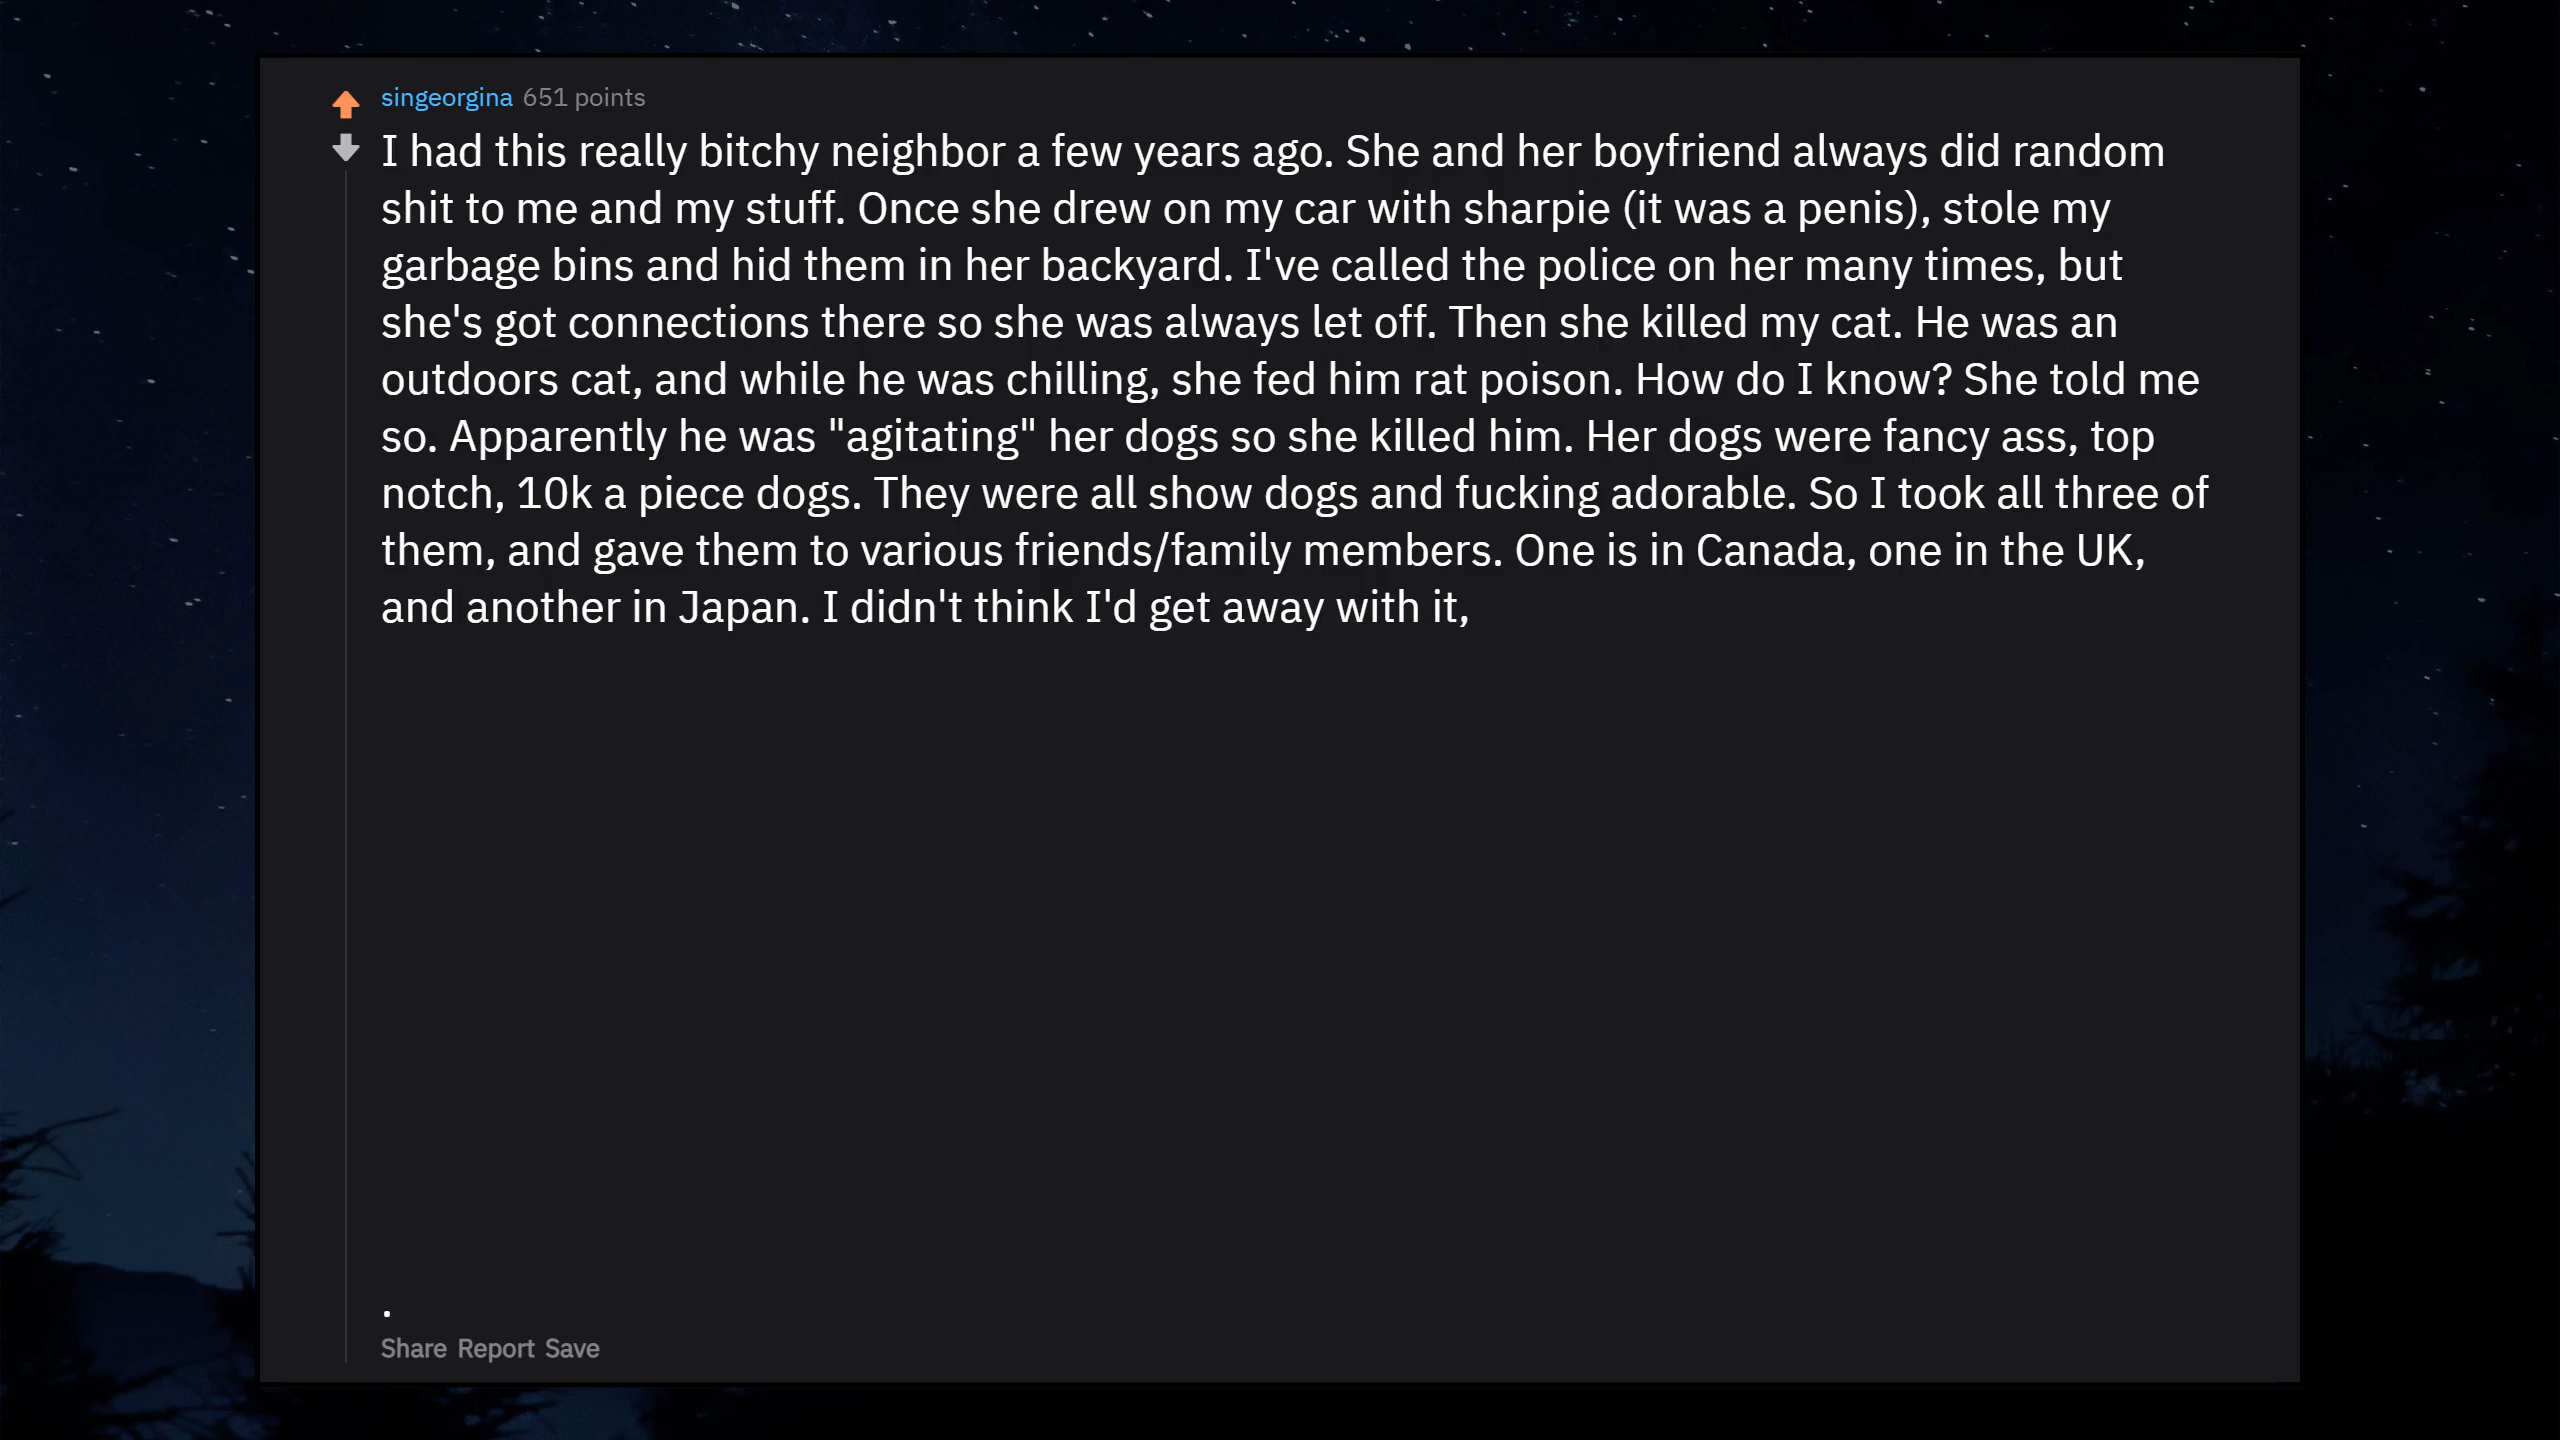 singeorgina 651 points
I had this really bitchy neighbor a few years ago. She and her boyfriend always did random
shit to me and my stuff. Once she drew on my car with sharpie (it was a penis), stole my
garbage bins and hid them in her backyard. I've called the police on her many times, but
she's got connections there so she was always let off. Then she killed my cat. He was an
outdoors cat, and while he was chilling, she fed him rat poison. How do I know? She told me
so. Apparently he was "agitating" her dogs so she killed him. Her dogs were fancy ass, top
notch, 10k a piece dogs. They were all show dogs and fucking adorable. So I took all three of
them, and gave them to various friends/family members. One is in Canada, one in the UK,
and another in Japan. I didn't think I'd get away with it,
.
Share Report Save